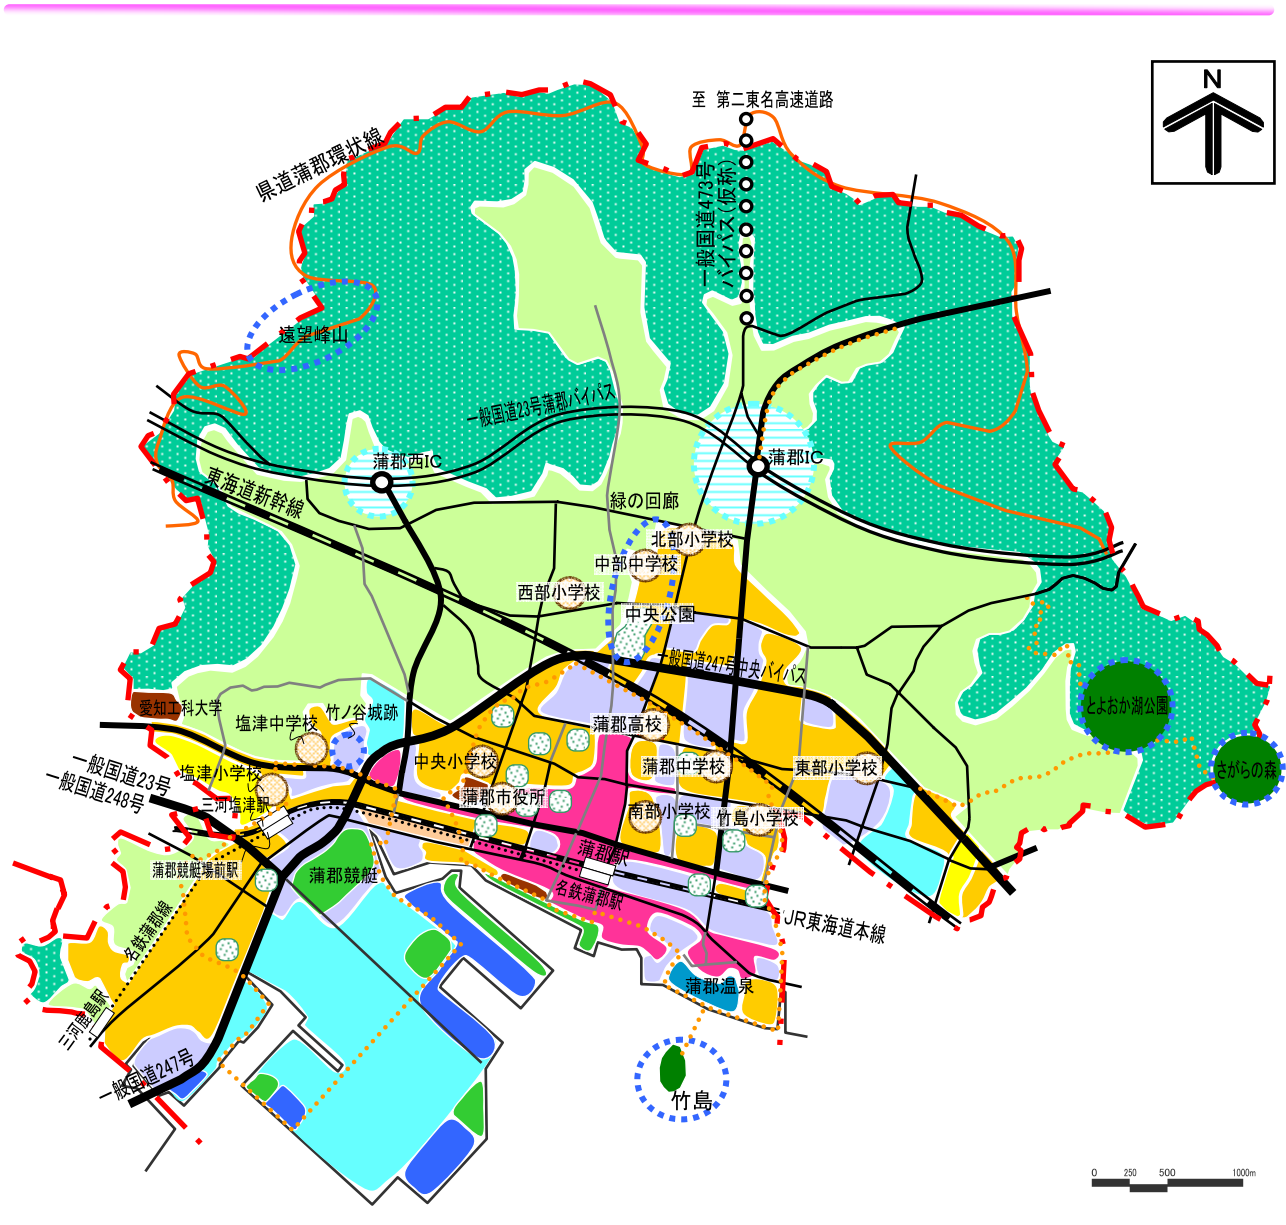 N
至 第二東名高速道路
県道蒲郡環状線
一般国道473号
バイパス(仮称)
遠望峰山
一般国道23号蒲郡バイパス
蒲郡西IC
蒲郡IC
東海道新幹線
緑の回廊
北部小学校
中部中学校
西部小学校
中央公園
一般国道247号中央バイパス
愛知工科大学
竹ノ谷城跡
塩津中学校
蒲郡高校
とよおか湖公園
中央小学校
蒲郡中学校
東部小学校
さがらの森
塩津小学校
一般国道23号
一般国道248号
三河塩津駅
蒲郡市役所
南部小学校
竹島小学校
蒲郡駅
蒲郡競艇場前駅
蒲郡競艇
名鉄蒲郡駅
JR東海道本線
名鉄蒲郡線
蒲郡温泉
三河鹿島駅
一般国道247号
竹島
0 250 500 1000m